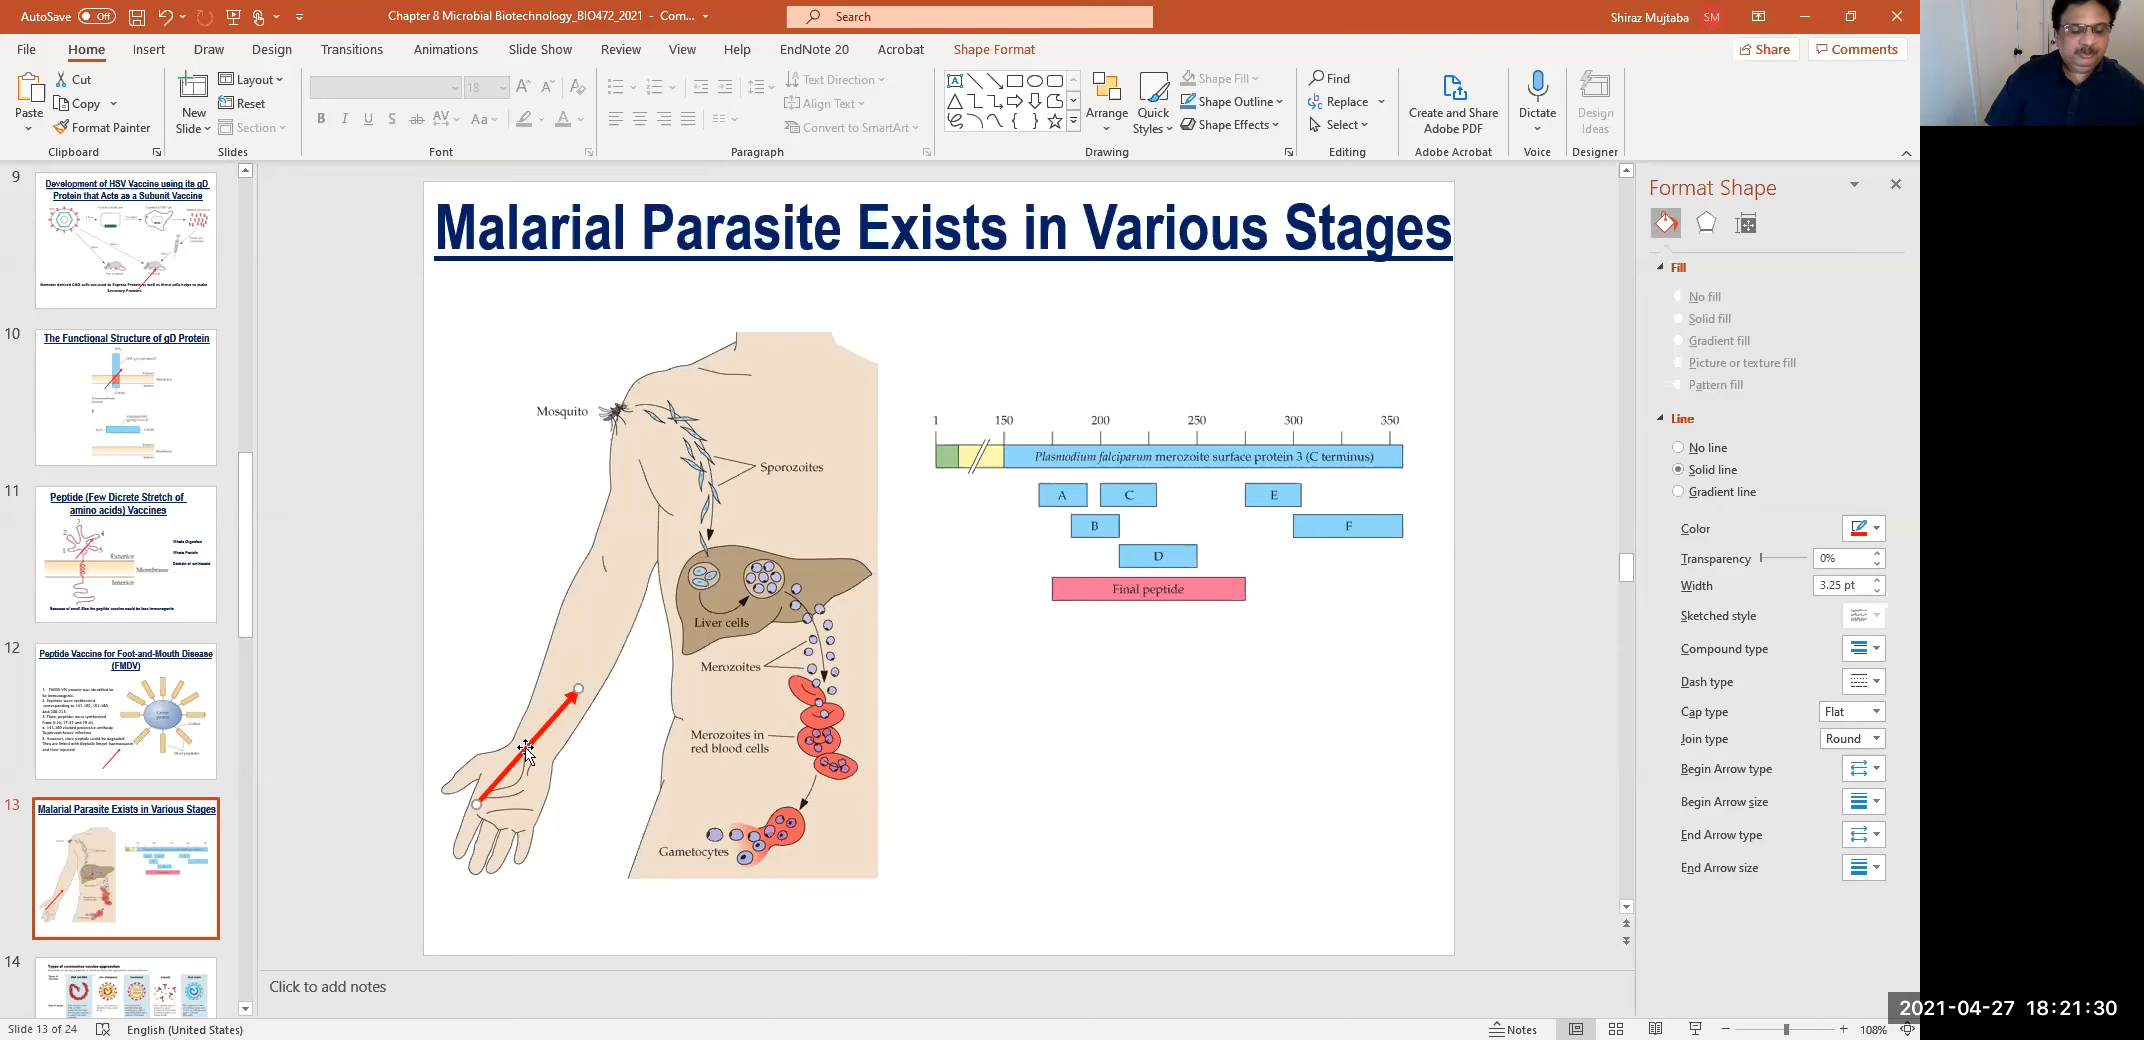 AutoSave Off
Chapter 8 Microbial Biotechnology_BIO472_2021 - Com...
Search
Shiraz Mujtaba SM
File Home Insert Draw Design Transitions Animations Slide Show Review View Help EndNote 20 Acrobat Shape Format
Share Comments
Paste
Cut
Copy
Format Painter
Clipboard
New Slide
Layout
Reset
Section
Slides
18
Font
Text Direction
Align Text
Convert to SmartArt
Paragraph
Arrange
Quick Styles
Shape Fill
Shape Outline
Shape Effects
Drawing
Find
Replace
Select
Editing
Create and Share Adobe PDF
Adobe Acrobat
Dictate
Voice
Design Ideas
Designer
9
Development of HSV Vaccine using its gD
Protein that Acts as a Subunit Vaccine
10
The Functional Structure of gD Protein
11
Peptide (Few Dicrete Stretch of
amino acids) Vaccines
Exterior
Membrane
Interior
12
Peptide Vaccine for Foot-and-Mouth Disease
(FMDV)
13
Malarial Parasite Exists in Various Stages
14
Malarial Parasite Exists in Various Stages
Mosquito
Sporozoites
Liver cells
Merozoites
Merozoites in
red blood cells
Gametocytes
1 150 200 250 300 350
Plasmodium falciparum merozoite surface protein 3 (C terminus)
A C E
B F
D
Final peptide
Click to add notes
Format Shape
Fill
No fill
Solid fill
Gradient fill
Picture or texture fill
Pattern fill
Line
No line
Solid line
Gradient line
Color
Transparency 0%
Width 3.25 pt
Sketched style
Compound type
Dash type
Cap type Flat
Join type Round
Begin Arrow type
Begin Arrow size
End Arrow type
End Arrow size
2021-04-27 18:21:30
Slide 13 of 24
English (United States)
Notes
108%